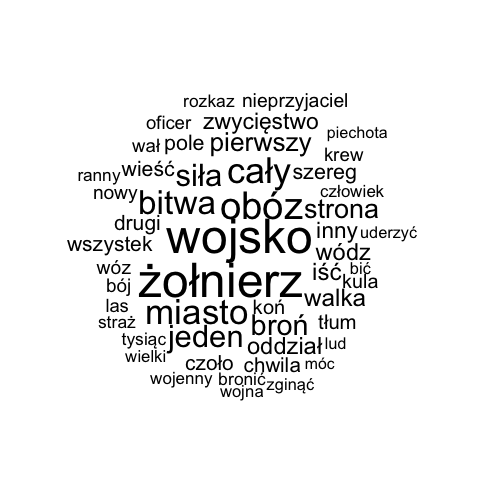 rozkaz nieprzyjaciel
oficer zwycięstwo
piechota
wał pole pierwszy
krew
ranny wieść siła cały szereg
nowy bitwa obóz człowiek
strona
drugi wojsko inny uderzyć
wszystek wódz
wóz żołnierz iść bić
bój kula
las miasto koń walka
straż broń tłum
tysiąc jeden oddział lud
wielki czoło chwila móc
wojenny bronić zginąć
wojna